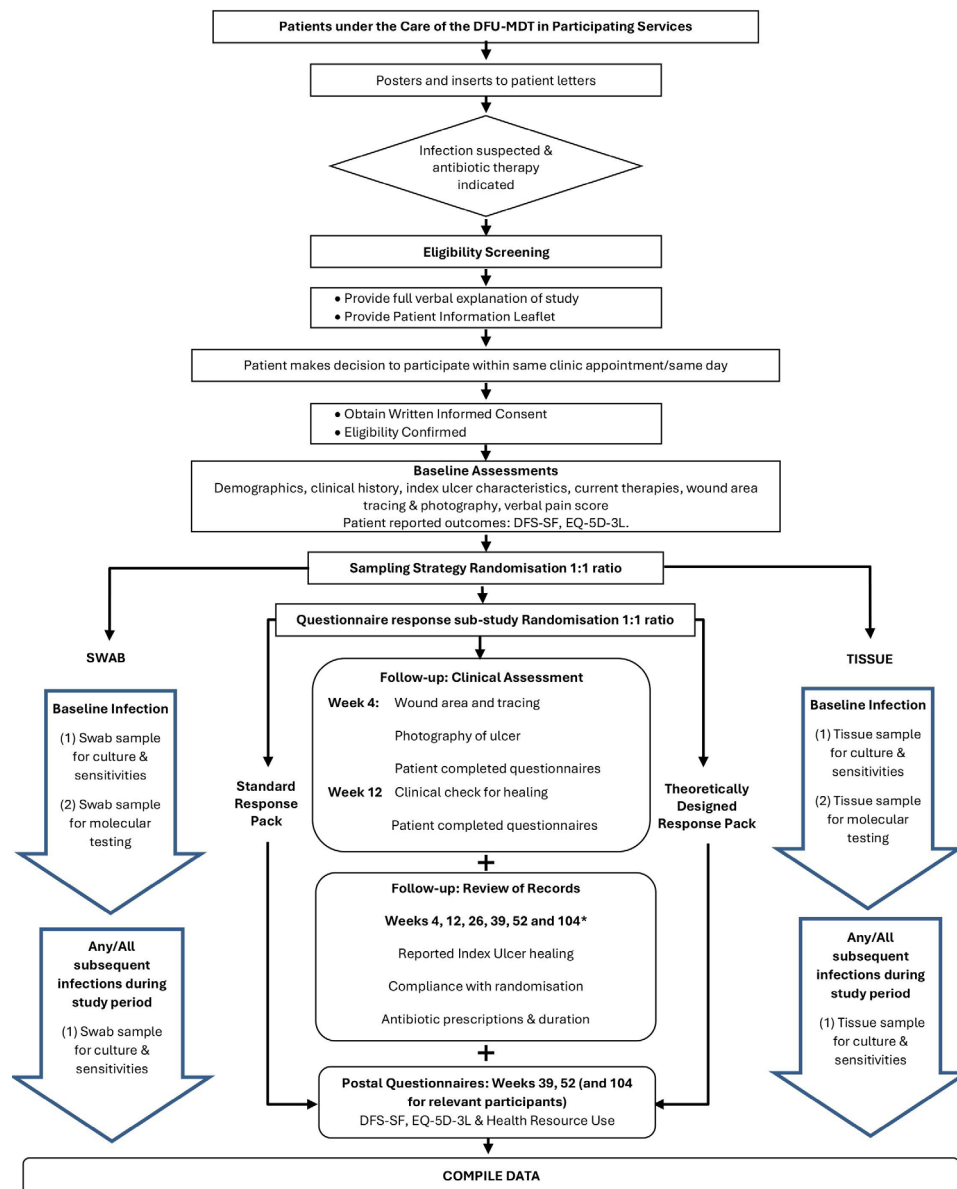 Patients under the Care of the DFU-MDT in Participating Services
Posters and inserts to patient letters
Infection suspected &
antibiotic therapy
indicated
Eligibility Screening
• Provide full verbal explanation of study
• Provide Patient Information Leaflet
Patient makes decision to participate within same clinic appointment/same day
• Obtain Written Informed Consent
• Eligibility Confirmed
Baseline Assessments
Demographics, clinical history, index ulcer characteristics, current therapies, wound area
tracing & photography, verbal pain score
Patient reported outcomes: DFS-SF, EQ-5D-3L.
Sampling Strategy Randomisation 1:1 ratio
Questionnaire response sub-study Randomisation 1:1 ratio
SWAB
Baseline Infection
(1) Swab sample
for culture &
sensitivities
(2) Swab sample
for molecular
testing
Any/All
subsequent
infections during
study period
(1) Swab sample
for culture &
sensitivities
Standard
Response
Pack
Follow-up: Clinical Assessment
Week 4: Wound area and tracing
Photography of ulcer
Patient completed questionnaires
Week 12 Clinical check for healing
Patient completed questionnaires
+
Follow-up: Review of Records
Weeks 4, 12, 26, 39, 52 and 104*
Reported Index Ulcer healing
Compliance with randomisation
Antibiotic prescriptions & duration
+
Postal Questionnaires: Weeks 39, 52 (and 104
for relevant participants)
DFS-SF, EQ-5D-3L & Health Resource Use
Theoretically
Designed
Response Pack
TISSUE
Baseline Infection
(1) Tissue sample
for culture &
sensitivities
(2) Tissue sample
for molecular
testing
Any/All
subsequent
infections during
study period
(1) Tissue sample
for culture &
sensitivities
COMPILE DATA